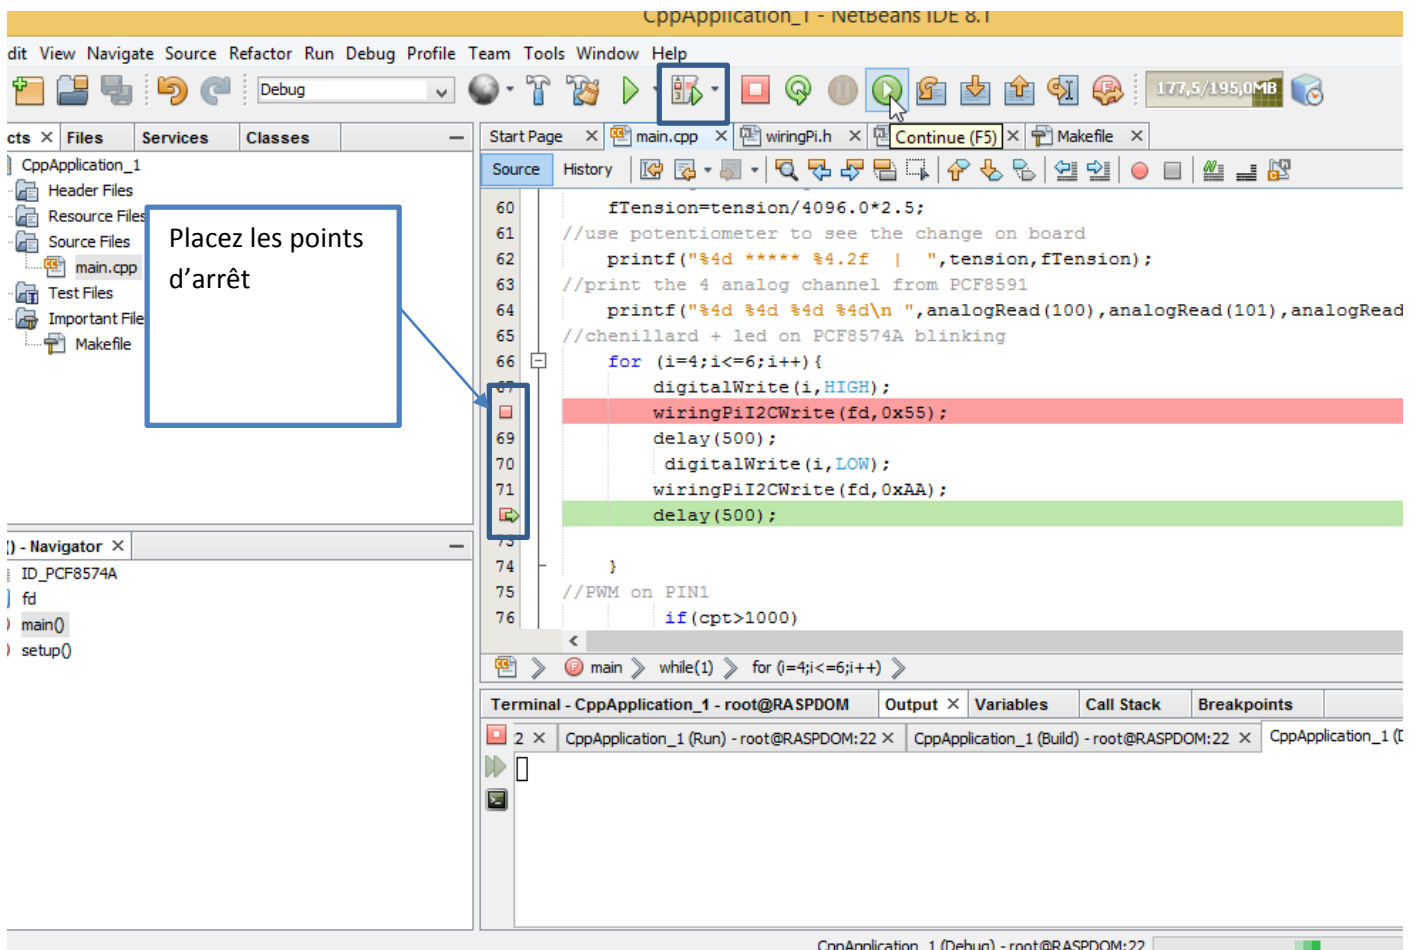 CppApplication_1 - NetBeans IDE 8.1
dit View Navigate Source Refactor Run Debug Profile Team Tools Window Help
Debug
177,5/195,0MB
cts Files Services Classes
Start Page main.cpp wiringPi.h Continue (F5) Makefile
CppApplication_1
Header Files
Resource Files
Source Files
main.cpp
Test Files
Important File
Makefile
Placez les points
d’arrêt
Source History
60 fTension=tension/4096.0*2.5;
61 //use potentiometer to see the change on board
62 printf("%4d ***** %4.2f | ",tension,fTension);
63 //print the 4 analog channel from PCF8591
64 printf("%4d %4d %4d %4d\n ",analogRead(100),analogRead(101),analogRead
65 //chenillard + led on PCF8574A blinking
66 for (i=4;i<=6;i++){
67 digitalWrite(i,HIGH);
wiringPiI2CWrite(fd,0x55);
69 delay(500);
70 digitalWrite(i,LOW);
71 wiringPiI2CWrite(fd,0xAA);
delay(500);
73
74 }
75 //PWM on PIN1
76 if(cpt>1000)
main while(1) for (i=4;i<=6;i++)
() - Navigator
ID_PCF8574A
fd
main()
setup()
Terminal - CppApplication_1 - root@RASPDOM Output Variables Call Stack Breakpoints
2 CppApplication_1 (Run) - root@RASPDOM:22 CppApplication_1 (Build) - root@RASPDOM:22 CppApplication_1 (D
CppApplication_1 (Debug) - root@RASPDOM:22